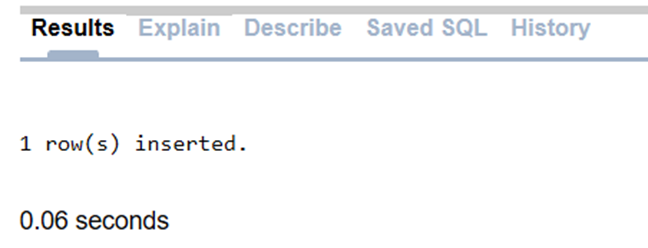 Results Explain Describe Saved SQL History
1 row(s) inserted.
0.06 seconds